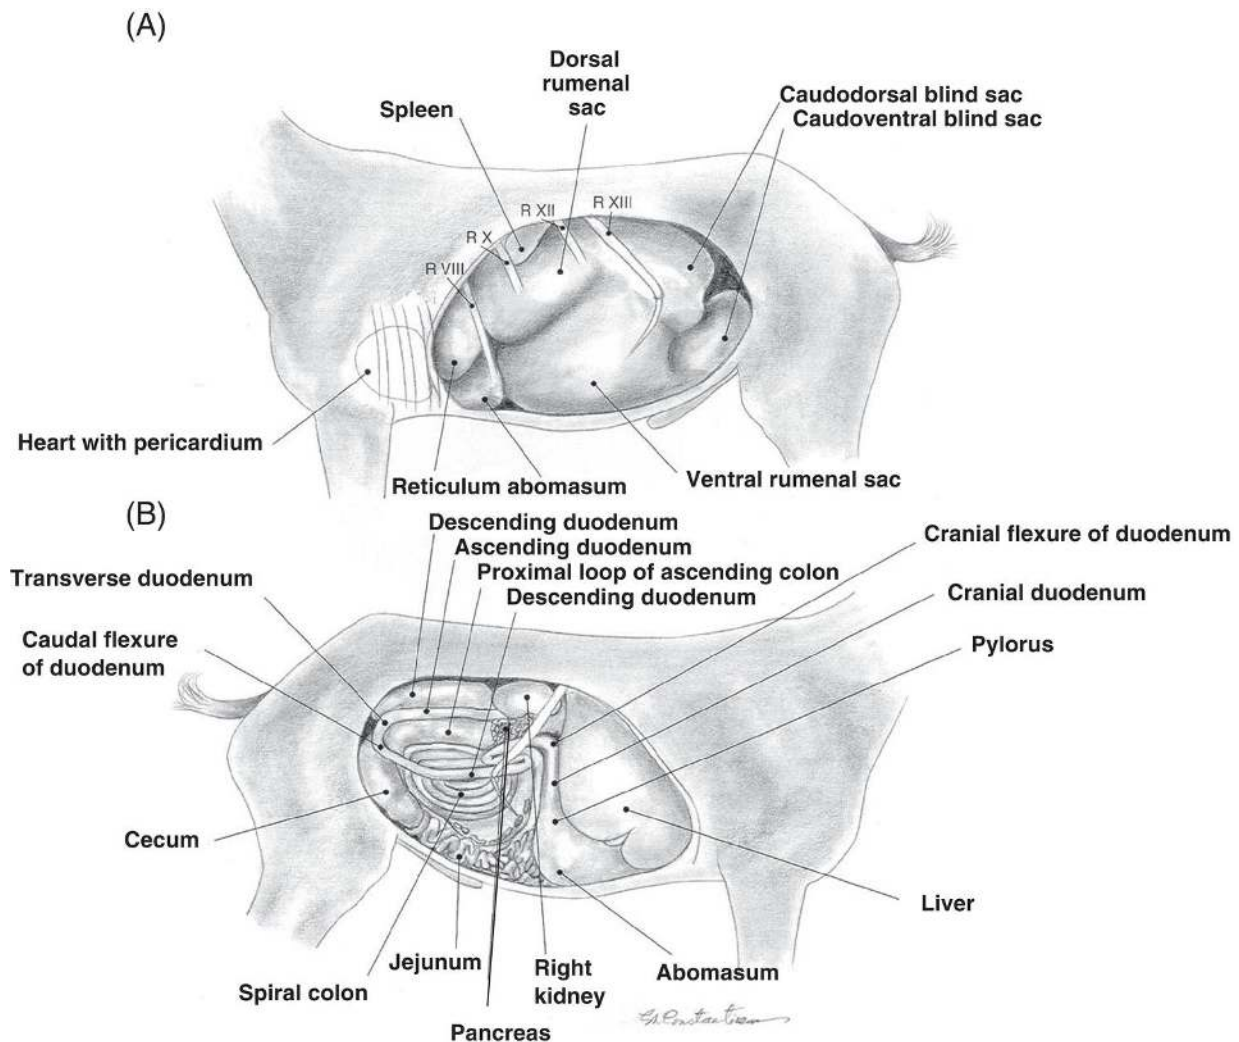 (A)
Dorsal
rumenal
sac
Spleen
Caudodorsal blind sac
Caudoventral blind sac
R XII
R XIII
R X
R VIII
Heart with pericardium
Reticulum abomasum
Ventral rumenal sac
(B)
Descending duodenum
Ascending duodenum
Proximal loop of ascending colon
Descending duodenum
Cranial flexure of duodenum
Transverse duodenum
Cranial duodenum
Caudal flexure
of duodenum
Pylorus
Cecum
Liver
Jejunum
Right
kidney
Abomasum
Spiral colon
Pancreas